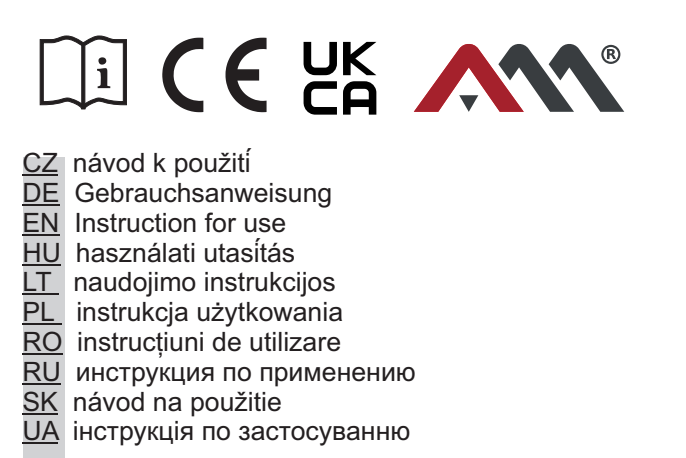 i CE UK CA AM ®
CZ návod k použití
DE Gebrauchsanweisung
EN Instruction for use
HU használati utasítás
LT naudojimo instrukcijos
PL instrukcja użytkowania
RO instrucțiuni de utilizare
RU инструкция по применению
SK návod na použitie
UA інструкція по застосуванню